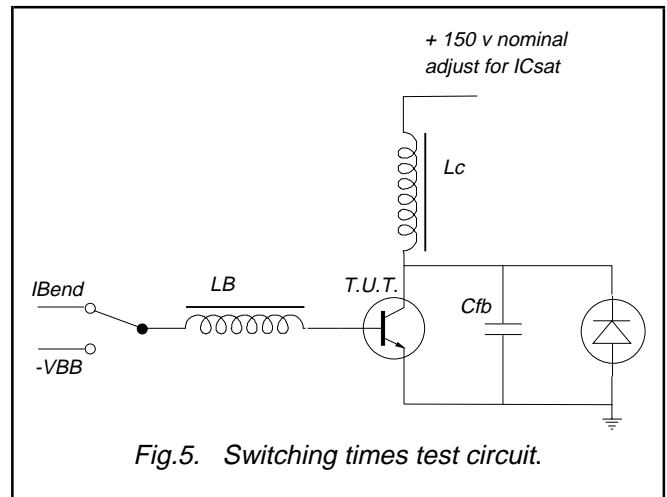 + 150 v nominal
adjust for ICsat
Lc
IBend
LB
T.U.T.
Cfb
-VBB
Fig.5. Switching times test circuit.